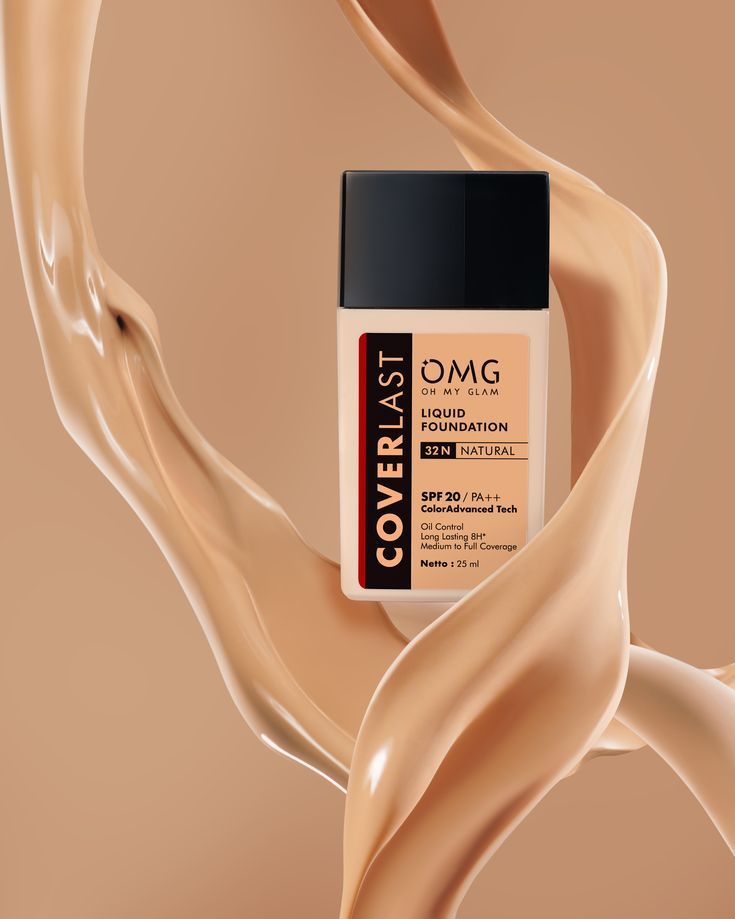 COVERLAST
OMG
OH MY GLAM
LIQUID
FOUNDATION
32N NATURAL
SPF 20 / PA++
ColorAdvanced Tech
Oil Control
Long Lasting 8H*
Medium to Full Coverage
Netto : 25 ml